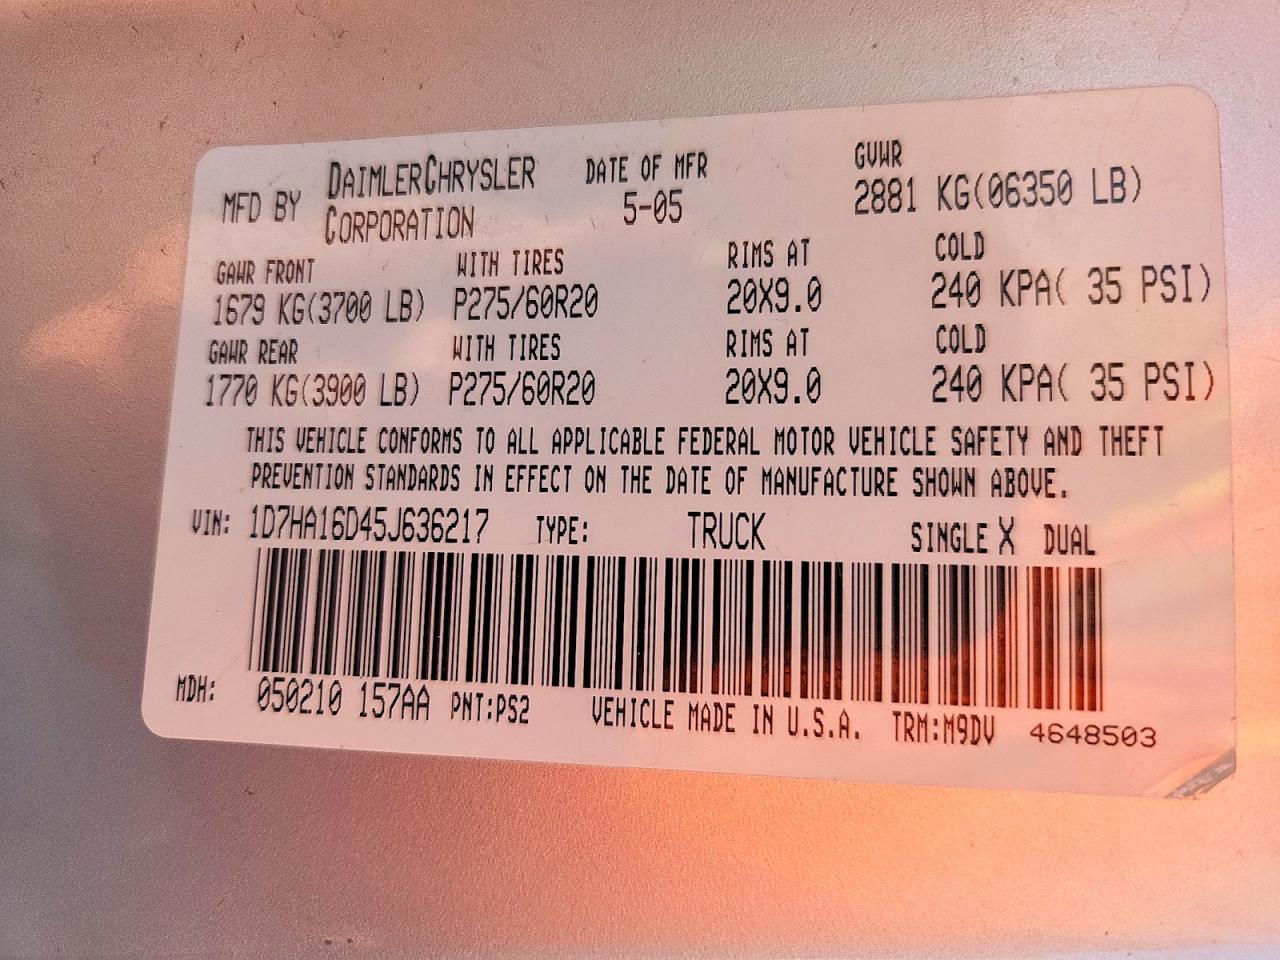 MFD BY DAIMLERCHRYSLER CORPORATION DATE OF MFR 5-05 GVWR 2881 KG(06350 LB)
GAWR FRONT WITH TIRES RIMS AT COLD
1679 KG(3700 LB) P275/60R20 20X9.0 240 KPA( 35 PSI)
GAWR REAR WITH TIRES RIMS AT COLD
1770 KG(3900 LB) P275/60R20 20X9.0 240 KPA( 35 PSI)
THIS VEHICLE CONFORMS TO ALL APPLICABLE FEDERAL MOTOR VEHICLE SAFETY AND THEFT
PREVENTION STANDARDS IN EFFECT ON THE DATE OF MANUFACTURE SHOWN ABOVE.
VIN: 1D7HA16D45J636217 TYPE: TRUCK SINGLE X DUAL
MDH: 050210 157AA PNT:PS2 VEHICLE MADE IN U.S.A. TRM:M9DV 4648503